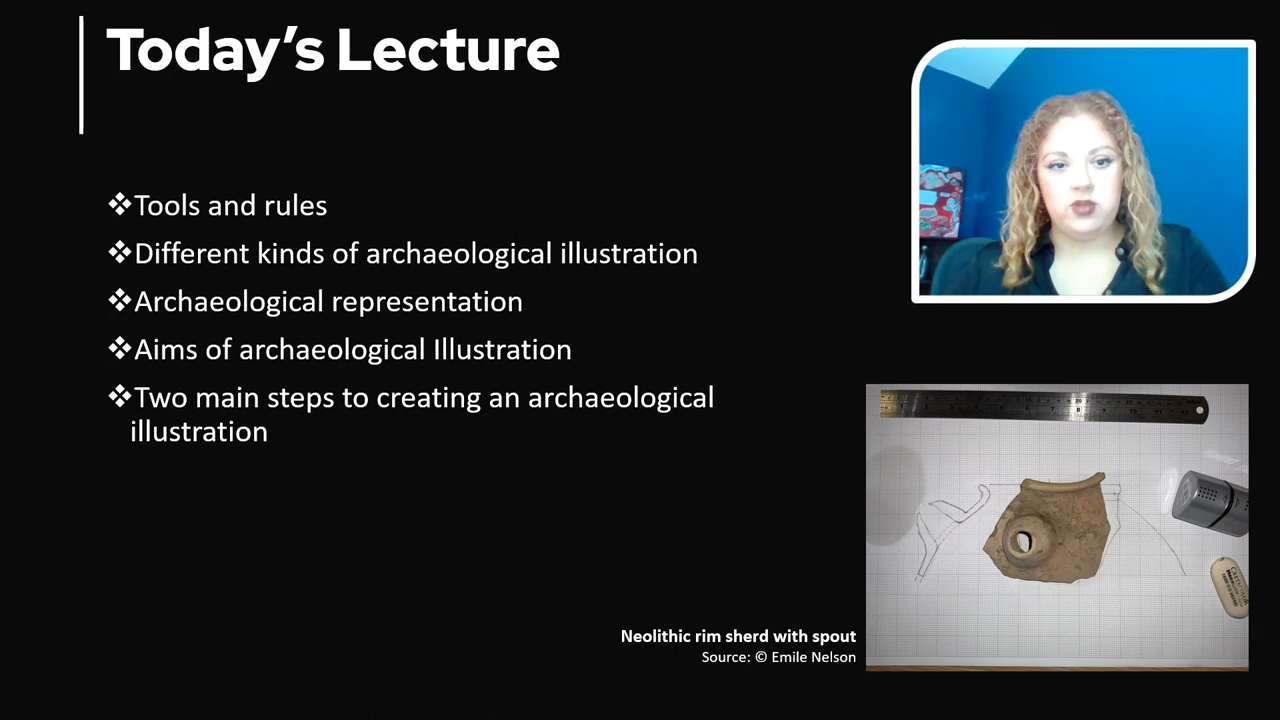 Today’s Lecture
❖Tools and rules
❖Different kinds of archaeological illustration
❖Archaeological representation
❖Aims of archaeological Illustration
❖Two main steps to creating an archaeological
illustration
Neolithic rim sherd with spout
Source: © Emile Nelson